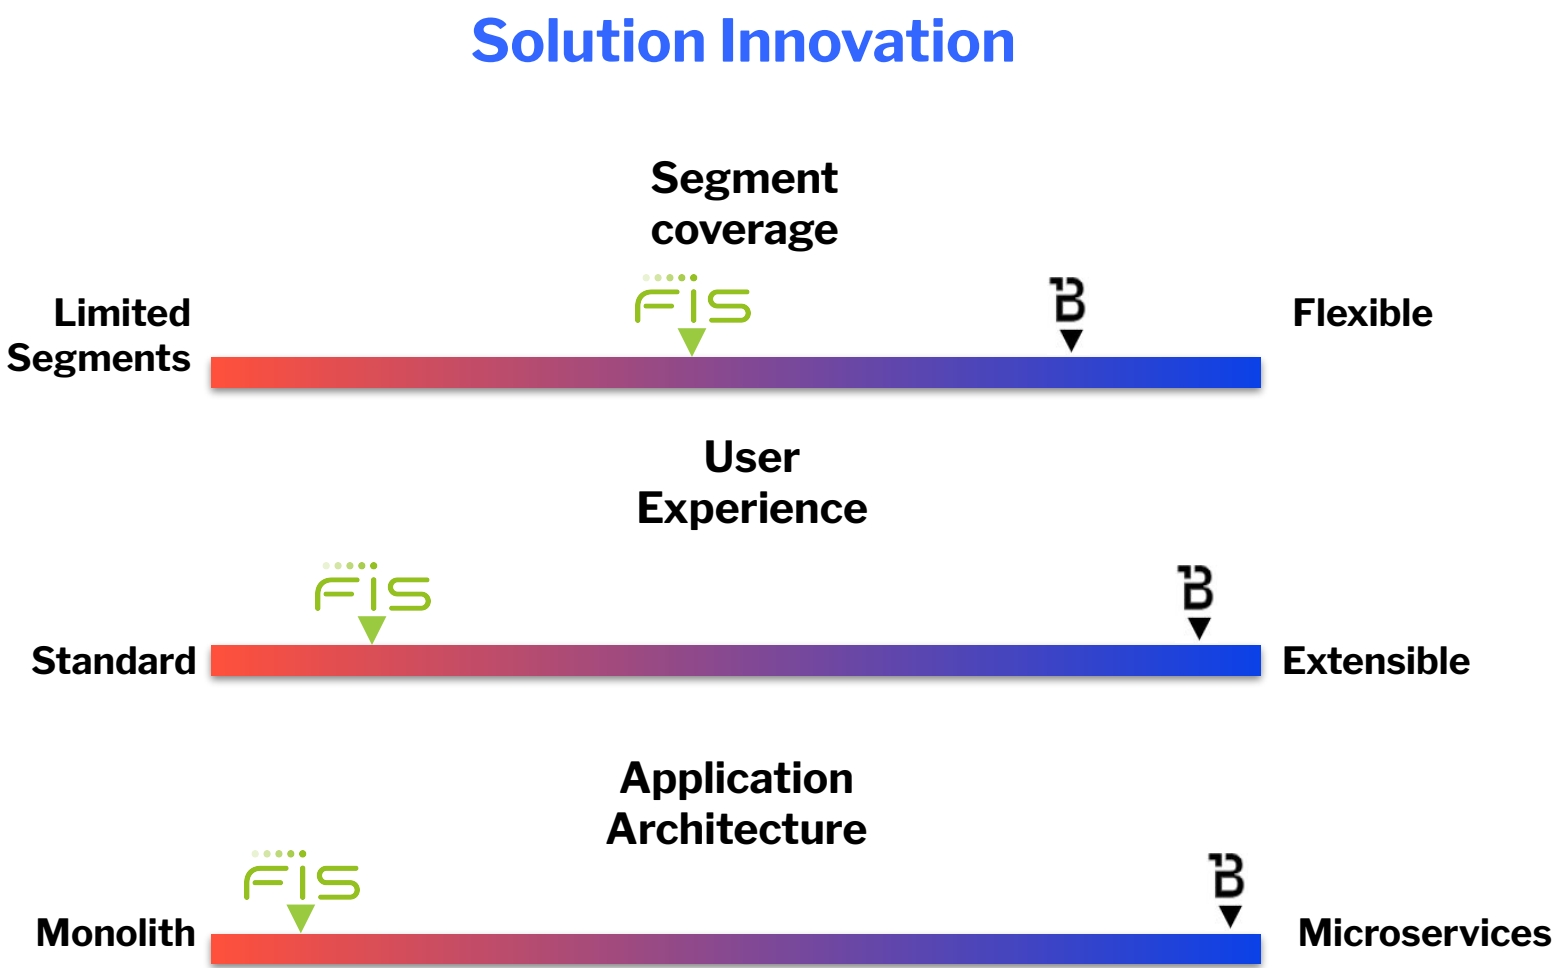 Solution Innovation
Segment
coverage
FIS
B
Limited
Segments
Flexible
User
Experience
FIS
B
Standard
Extensible
Application
Architecture
FIS
B
Monolith
Microservices